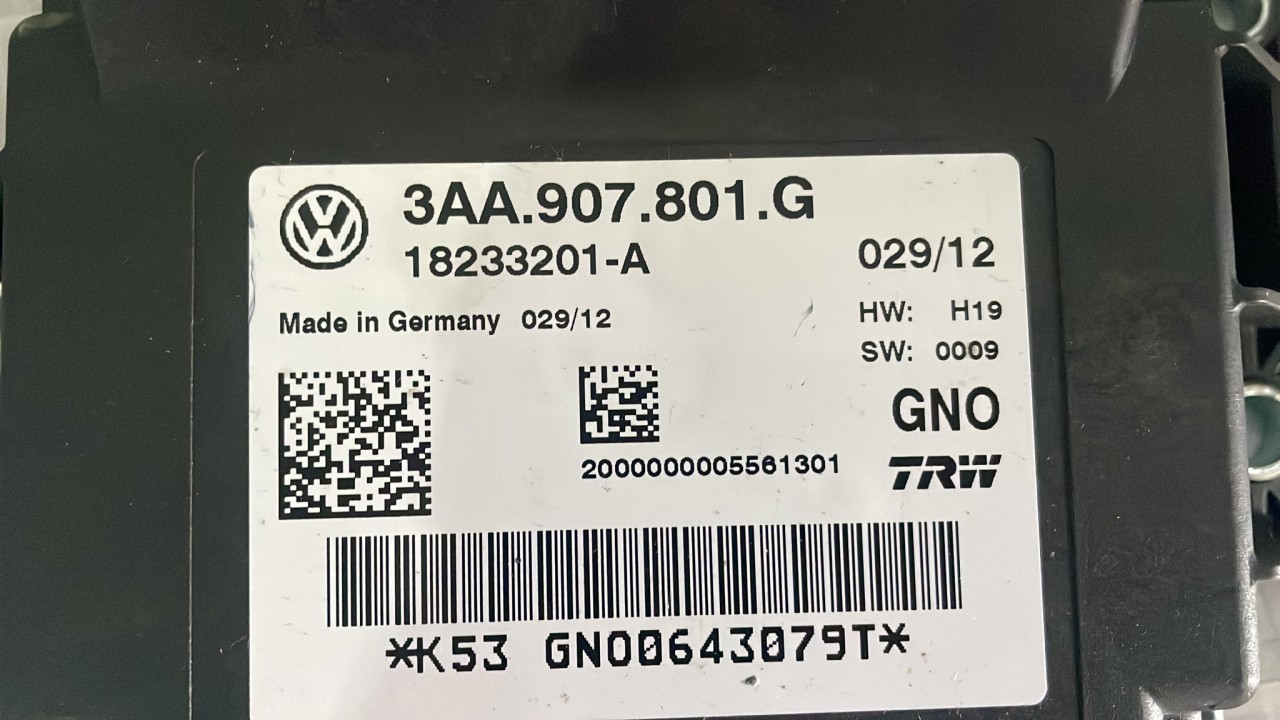 3AA.907.801.G
18233201-A
029/12
Made in Germany 029/12
HW: H19
SW: 0009
GNO
2000000005561301
TRW
*K53 GNO0643079T*